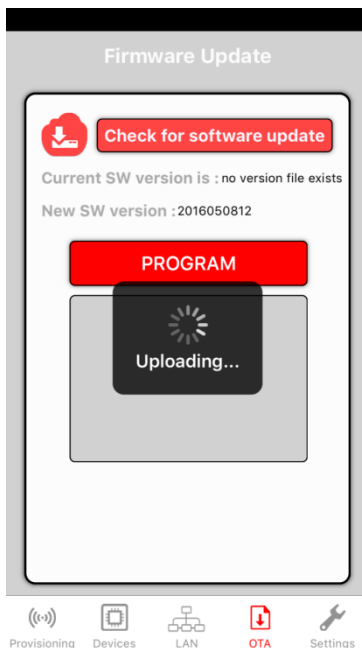 Firmware Update
Check for software update
Current SW version is : no version file exists
New SW version : 2016050812
PROGRAM
Uploading...
Provisioning Devices LAN OTA Settings